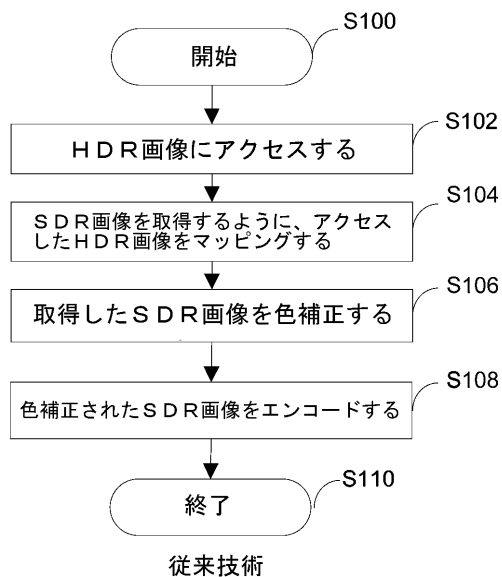 S100
開始
S102
ＨＤＲ画像にアクセスする
S104
ＳＤＲ画像を取得するように、アクセス
したＨＤＲ画像をマッピングする
S106
取得したＳＤＲ画像を色補正する
S108
色補正されたＳＤＲ画像をエンコードする
S110
終了
従来技術